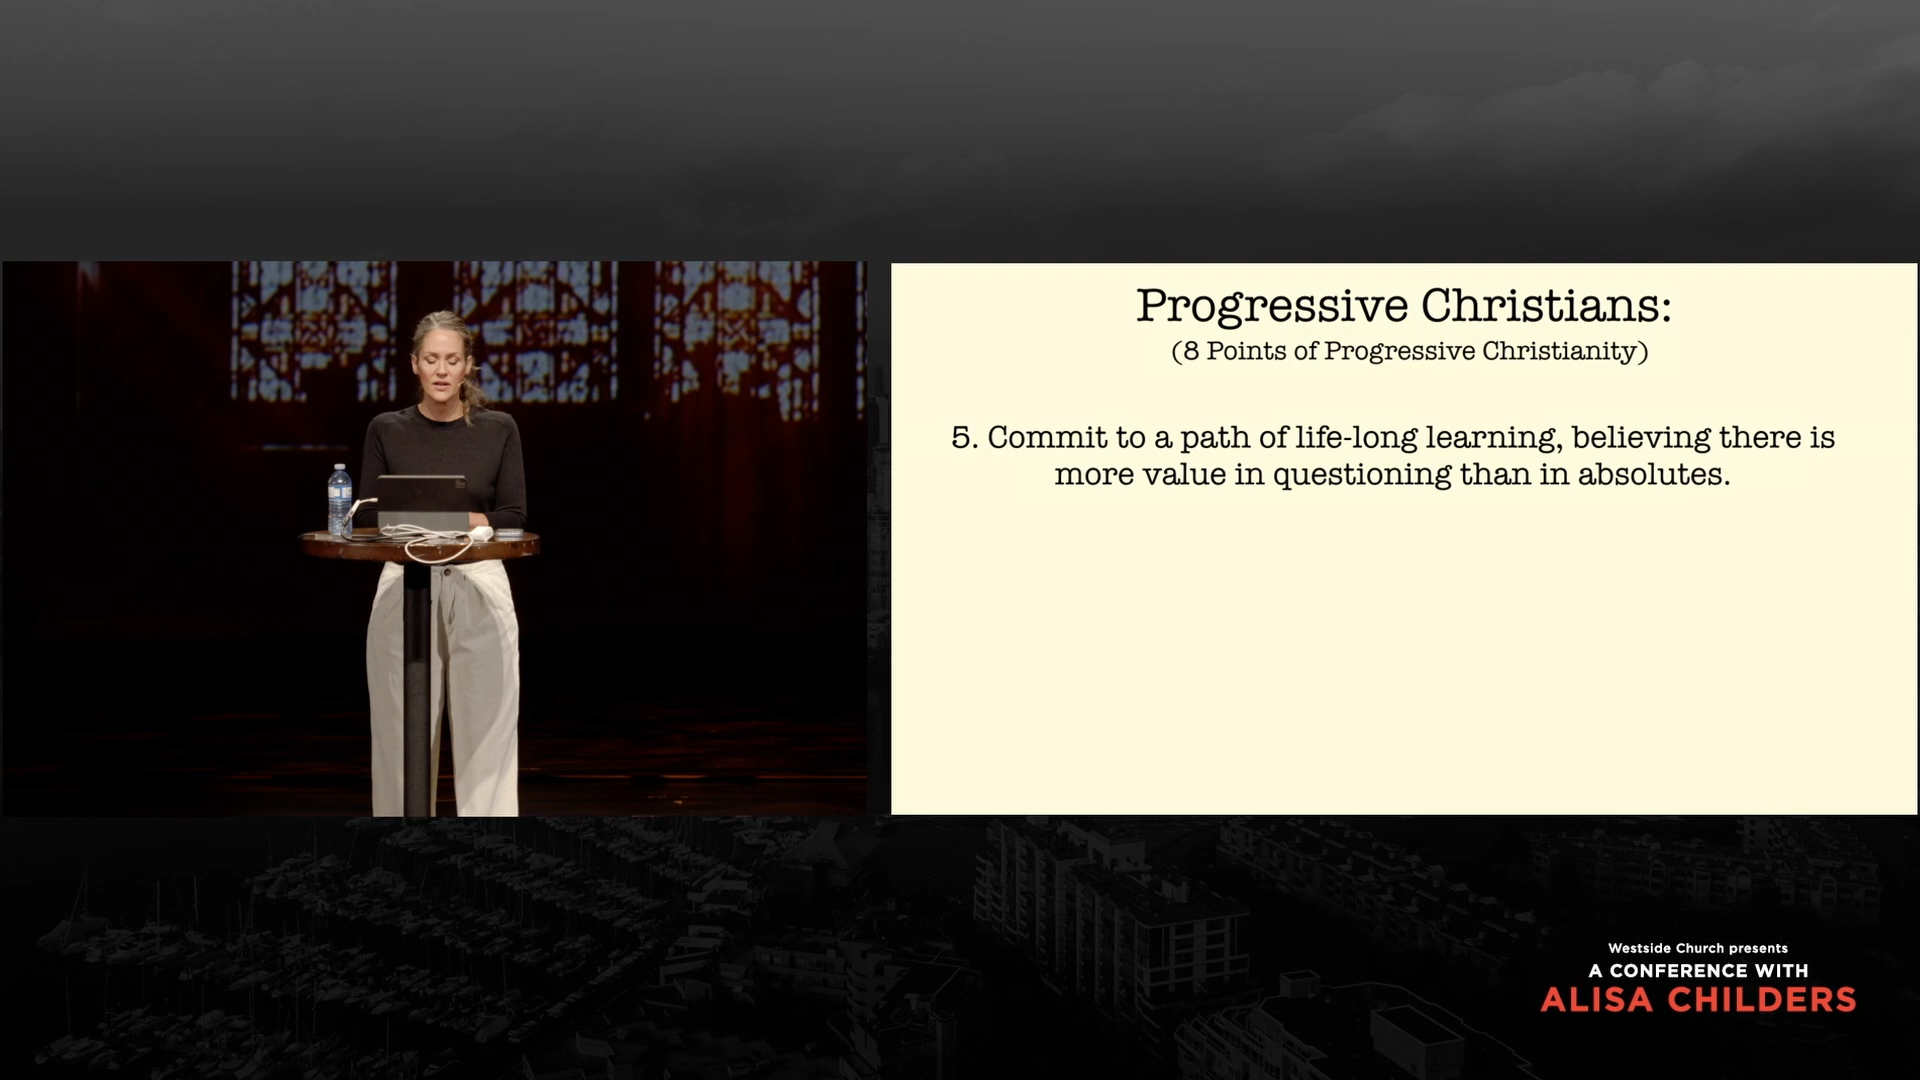 Progressive Christians:
(8 Points of Progressive Christianity)
5. Commit to a path of life-long learning, believing there is
more value in questioning than in absolutes.
Westside Church presents
A CONFERENCE WITH
ALISA CHILDERS